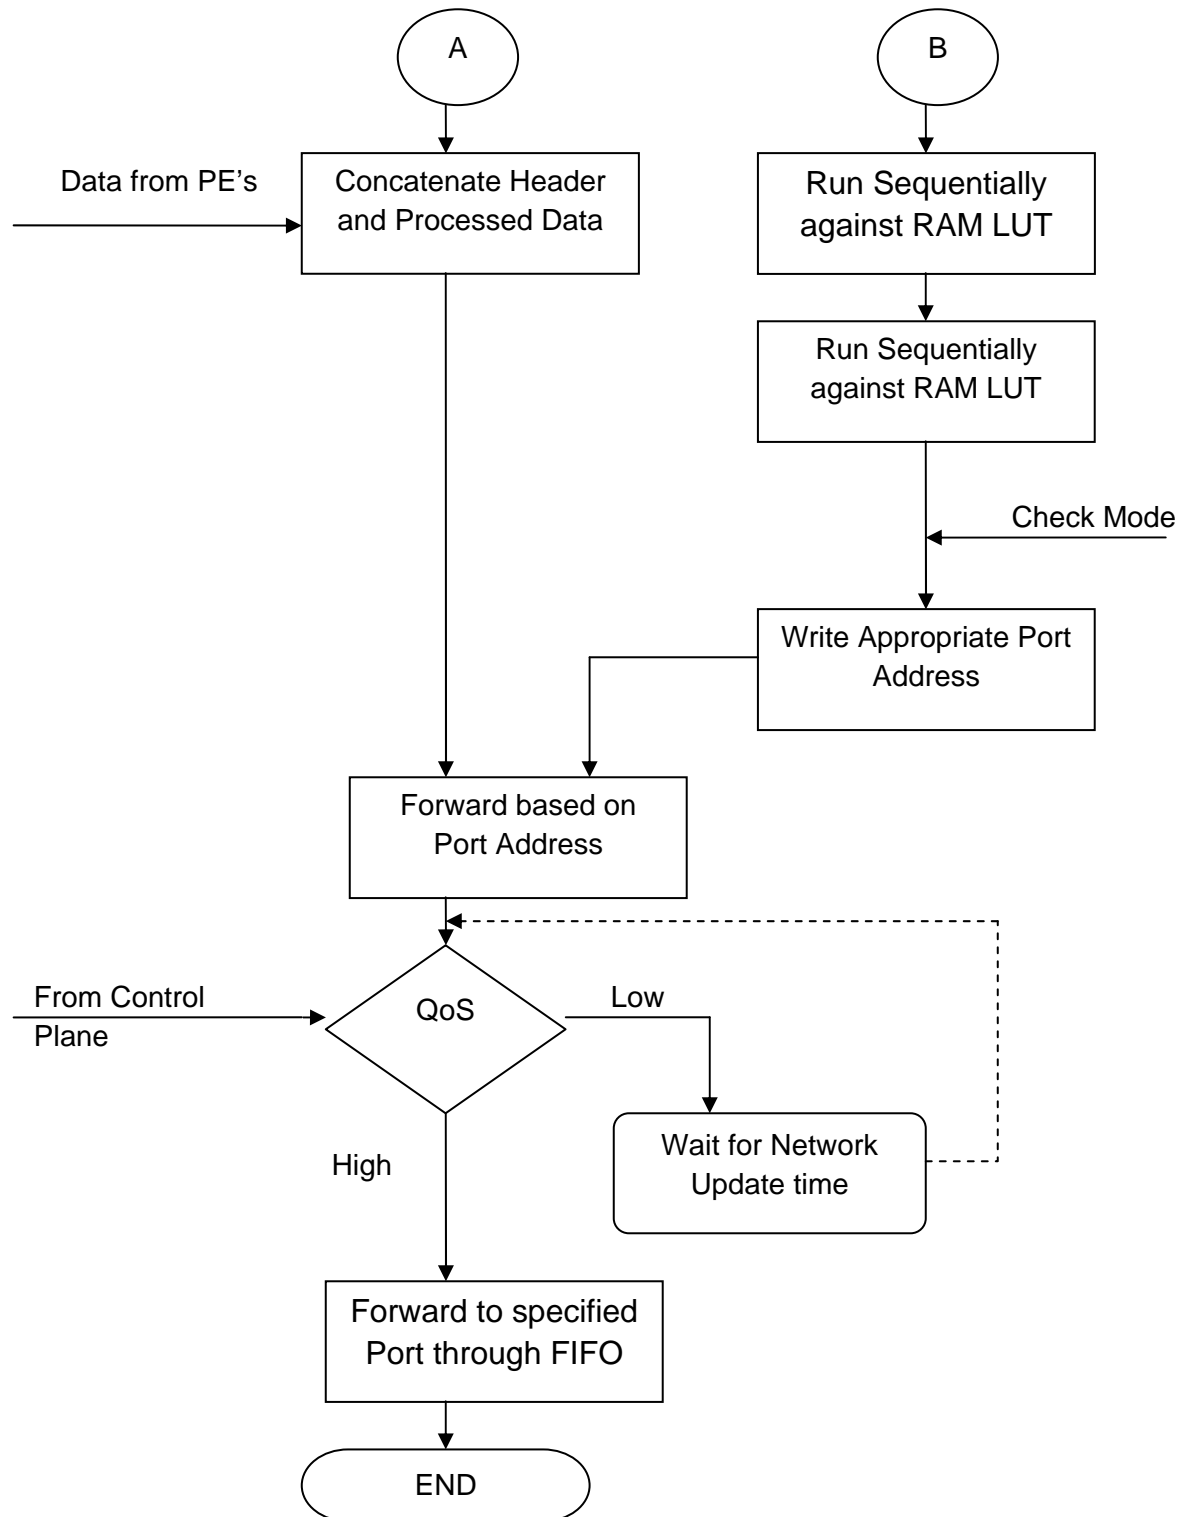 A
B
Data from PE's
Concatenate Header
and Processed Data
Run Sequentially
against RAM LUT
Run Sequentially
against RAM LUT
Check Mode
Write Appropriate Port
Address
Forward based on
Port Address
From Control
Plane
QoS
Low
High
Wait for Network
Update time
Forward to specified
Port through FIFO
END